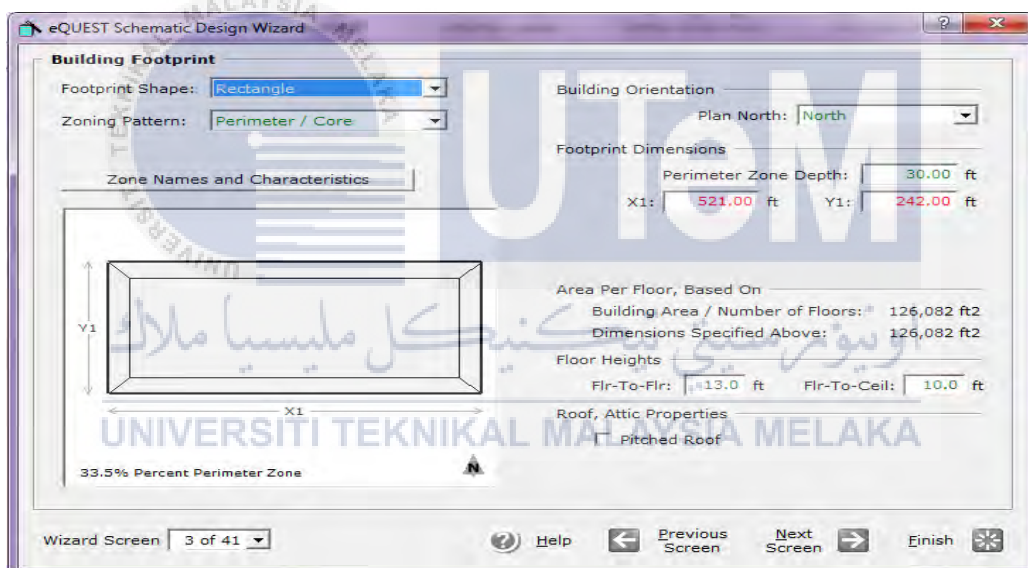 eQUEST Schematic Design Wizard
Building Footprint
Footprint Shape: Rectangle
Zoning Pattern: Perimeter / Core
Zone Names and Characteristics
Building Orientation
Plan North: North
Footprint Dimensions
Perimeter Zone Depth: 30.00 ft
X1: 521.00 ft Y1: 242.00 ft
Area Per Floor, Based On
Building Area / Number of Floors: 126,082 ft2
Dimensions Specified Above: 126,082 ft2
Floor Heights
Flr-To-Flr: 13.0 ft Flr-To-Ceil: 10.0 ft
Roof, Attic Properties
Pitched Roof
Y1
X1
N
33.5% Percent Perimeter Zone
Wizard Screen 3 of 41
Help
Previous Screen
Next Screen
Finish
UTeM
اونيورسيتي تيكنيكل مليسيا ملاك
UNIVERSITI TEKNIKAL MALAYSIA MELAKA